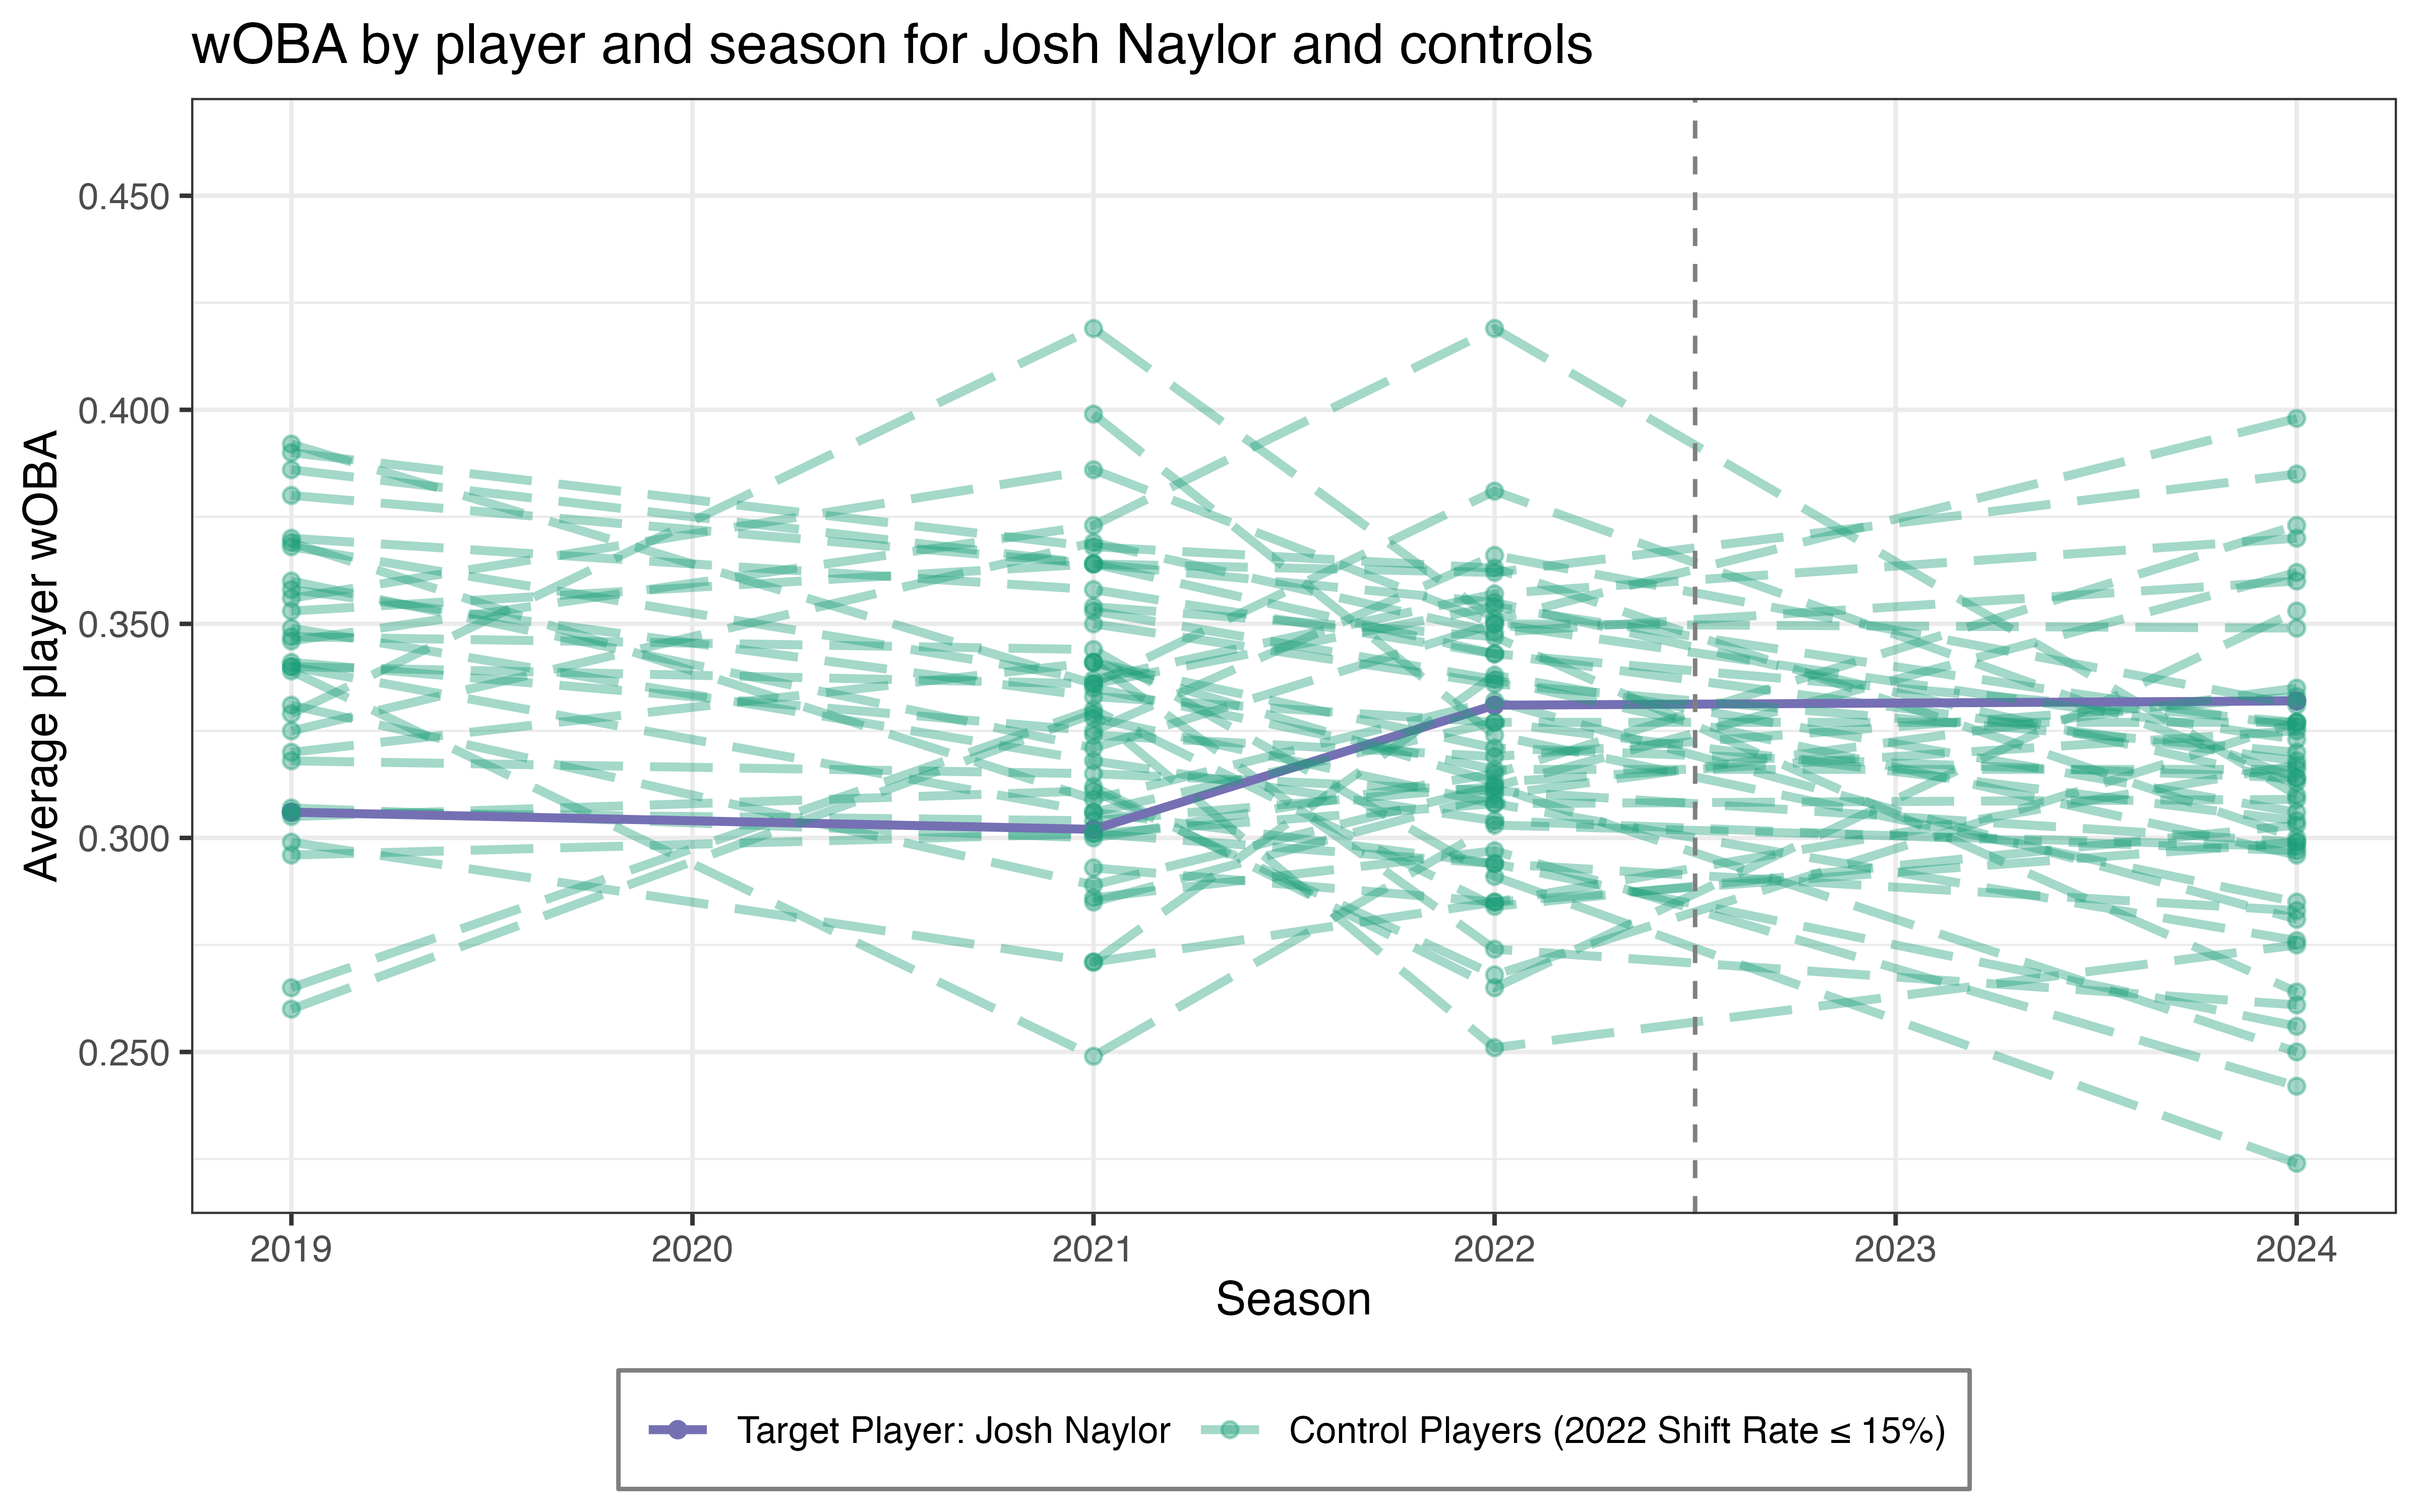 wOBA by player and season for Josh Naylor and controls
Average player wOBA
0.450
0.400
0.350
0.300
0.250
2019 2020 2021 2022 2023 2024
Season
Target Player: Josh Naylor Control Players (2022 Shift Rate ≤ 15%)